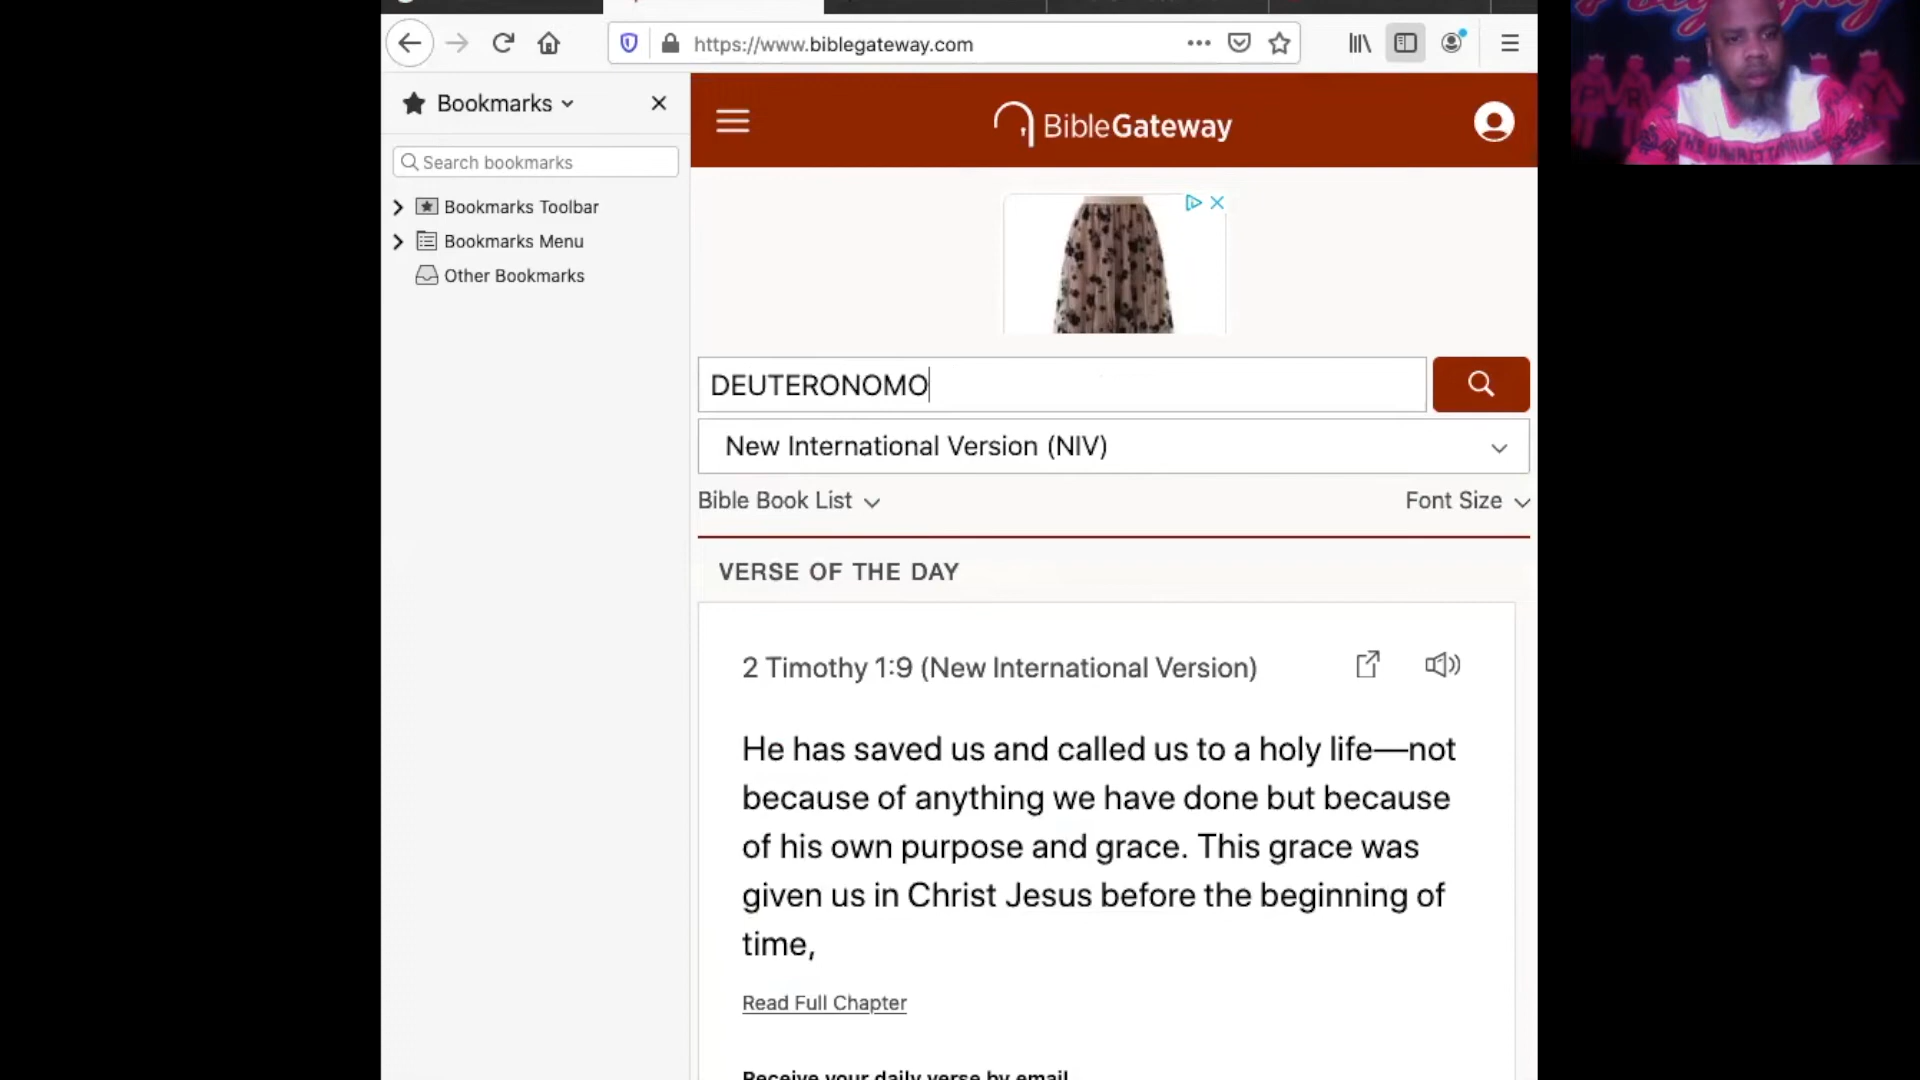 https://www.biblegateway.com
Bookmarks
Search bookmarks
Bookmarks Toolbar
Bookmarks Menu
Other Bookmarks
BibleGateway
DEUTERONOMO
New International Version (NIV)
Bible Book List
Font Size
VERSE OF THE DAY
2 Timothy 1:9 (New International Version)
He has saved us and called us to a holy life—not
because of anything we have done but because
of his own purpose and grace. This grace was
given us in Christ Jesus before the beginning of
time,
Read Full Chapter
Receive your daily verse by email